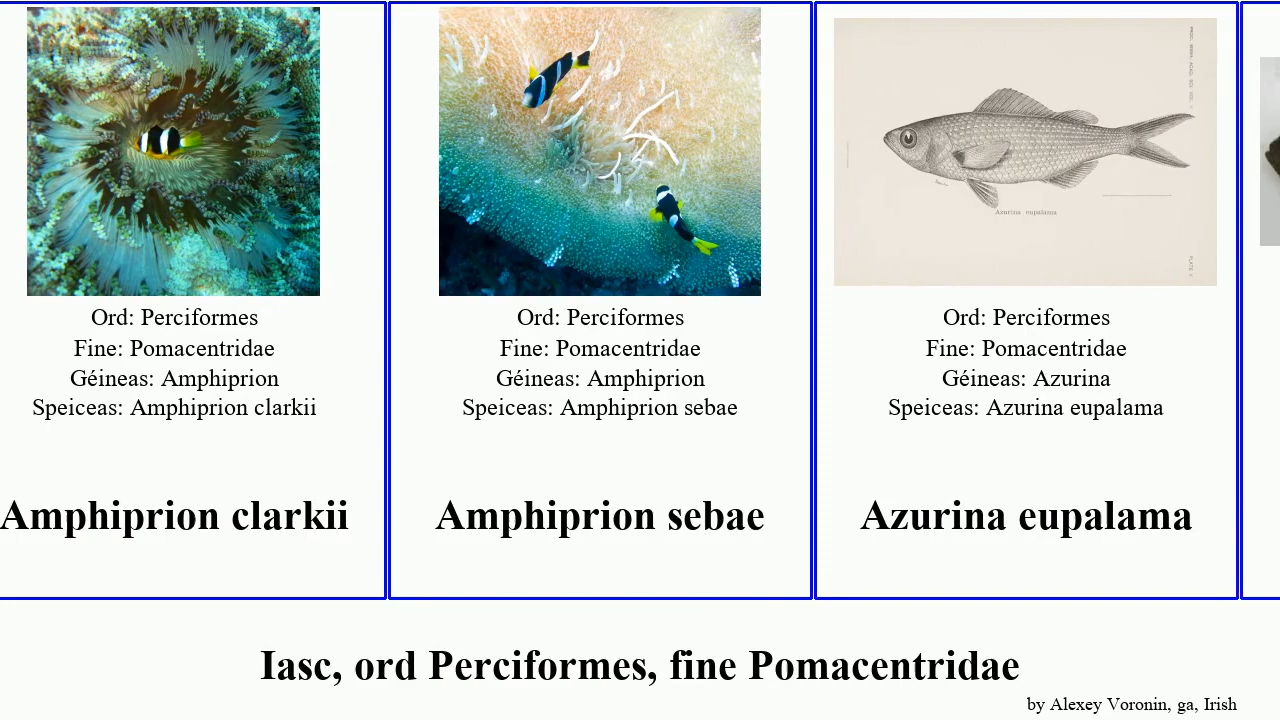 Ord: Perciformes
Fine: Pomacentridae
Géineas: Amphiprion
Speiceas: Amphiprion clarkii
Amphiprion clarkii
Ord: Perciformes
Fine: Pomacentridae
Géineas: Amphiprion
Speiceas: Amphiprion sebae
Amphiprion sebae
Azurina eupalama
Ord: Perciformes
Fine: Pomacentridae
Géineas: Azurina
Speiceas: Azurina eupalama
Azurina eupalama
Iasc, ord Perciformes, fine Pomacentridae
by Alexey Voronin, ga, Irish